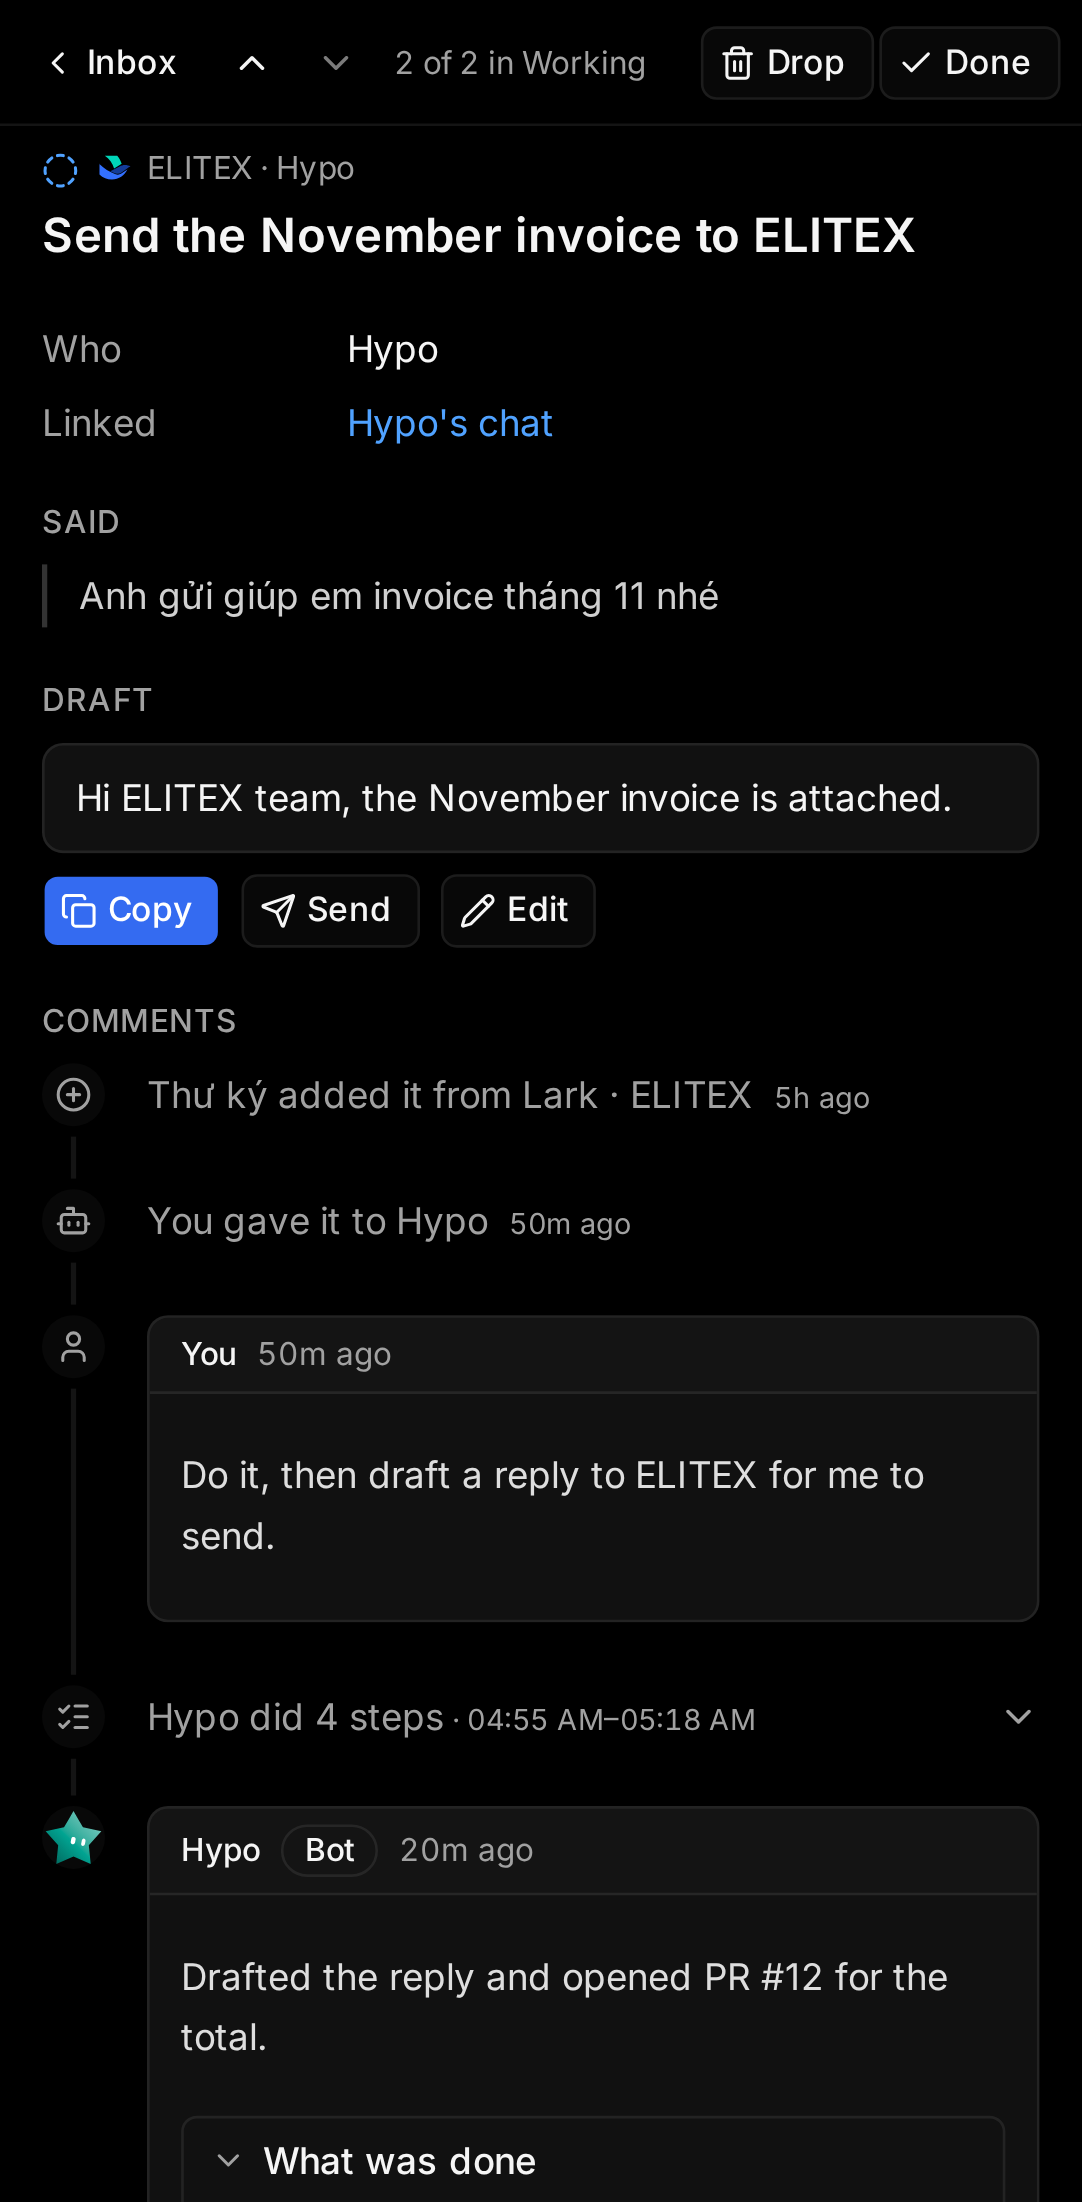 Inbox
2 of 2 in Working
Drop
Done
ELITEX · Hypo
Send the November invoice to ELITEX
Who
Hypo
Linked
Hypo's chat
SAID
Anh gửi giúp em invoice tháng 11 nhé
DRAFT
Hi ELITEX team, the November invoice is attached.
Copy
Send
Edit
COMMENTS
Thư ký added it from Lark · ELITEX 5h ago
You gave it to Hypo 50m ago
You 50m ago
Do it, then draft a reply to ELITEX for me to
send.
Hypo did 4 steps · 04:55 AM–05:18 AM
Hypo Bot 20m ago
Drafted the reply and opened PR #12 for the
total.
What was done